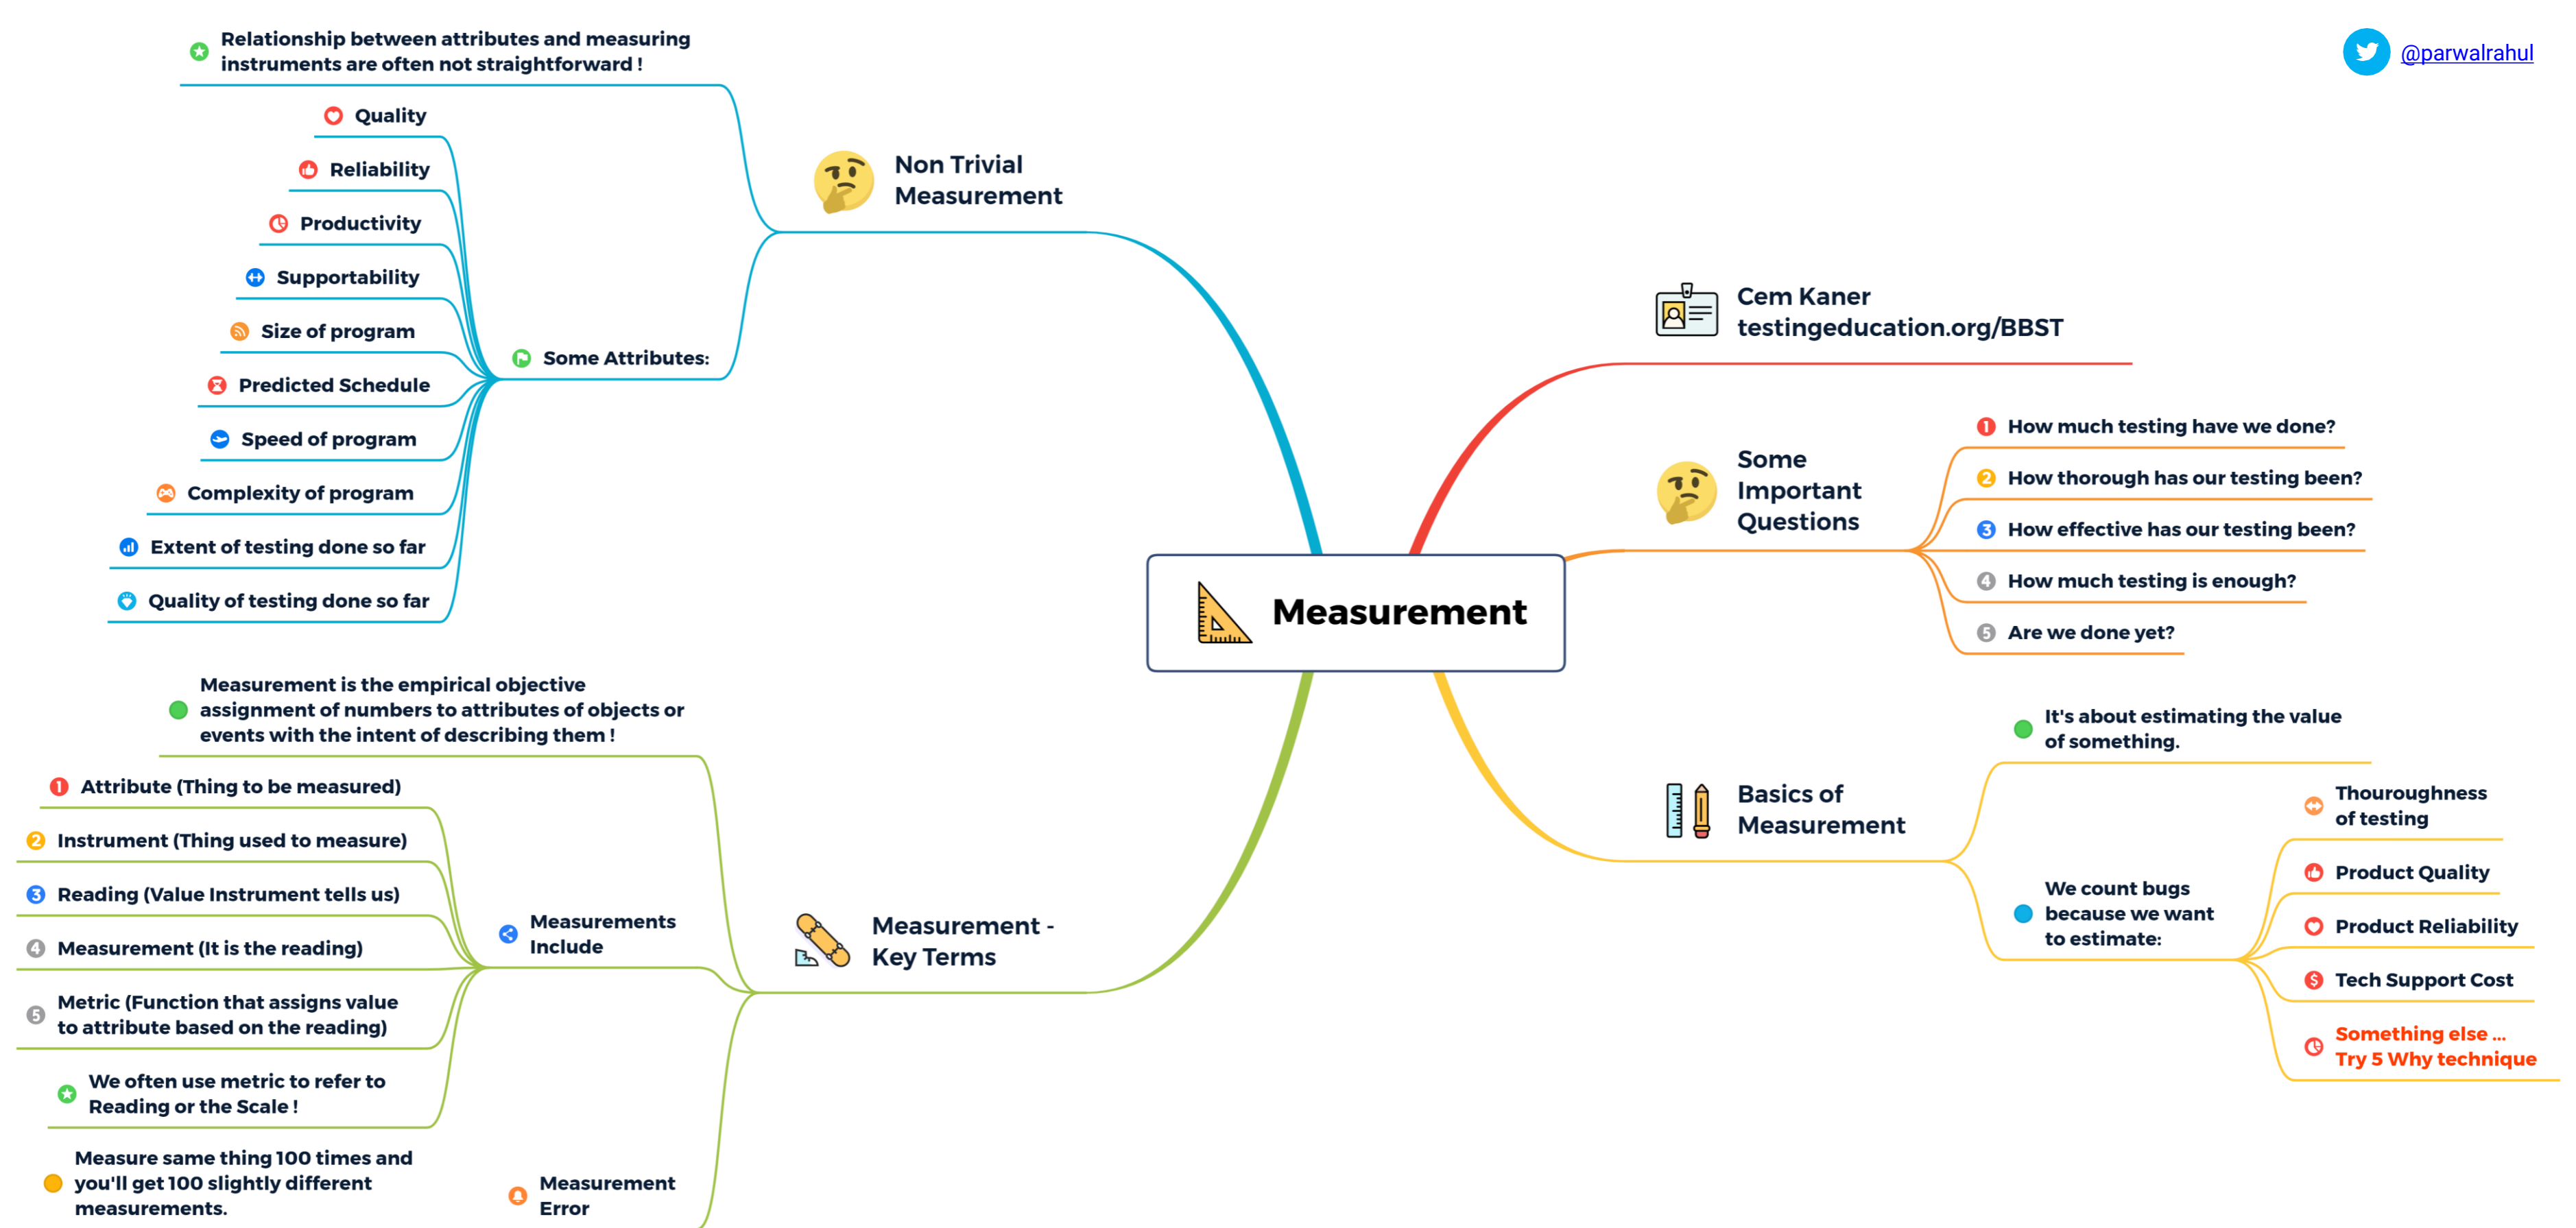 @parwalrahul
Measurement
Non Trivial
Measurement
Relationship between attributes and measuring
instruments are often not straightforward !
Some Attributes:
Quality
Reliability
Productivity
Supportability
Size of program
Predicted Schedule
Speed of program
Complexity of program
Extent of testing done so far
Quality of testing done so far
Cem Kaner
testingeducation.org/BBST
Some
Important
Questions
1 How much testing have we done?
2 How thorough has our testing been?
3 How effective has our testing been?
4 How much testing is enough?
5 Are we done yet?
Basics of
Measurement
It's about estimating the value
of something.
We count bugs
because we want
to estimate:
Thouroughness
of testing
Product Quality
Product Reliability
$ Tech Support Cost
Something else ...
Try 5 Why technique
Measurement -
Key Terms
Measurement is the empirical objective
assignment of numbers to attributes of objects or
events with the intent of describing them !
Measurements
Include
1 Attribute (Thing to be measured)
2 Instrument (Thing used to measure)
3 Reading (Value Instrument tells us)
4 Measurement (It is the reading)
5 Metric (Function that assigns value
to attribute based on the reading)
We often use metric to refer to
Reading or the Scale !
Measurement
Error
Measure same thing 100 times and
you'll get 100 slightly different
measurements.